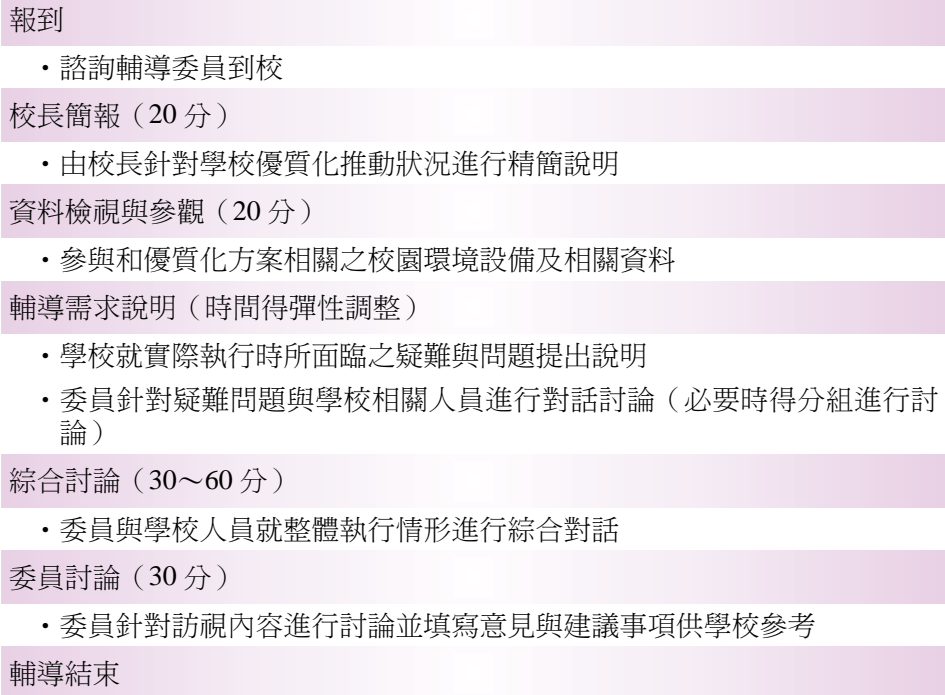 報到
・諮詢輔導委員到校
校長簡報（20 分）
・由校長針對學校優質化推動狀況進行精簡說明
資料檢視與參觀（20 分）
・參與和優質化方案相關之校園環境設備及相關資料
輔導需求說明（時間得彈性調整）
・學校就實際執行時所面臨之疑難與問題提出說明
・委員針對疑難問題與學校相關人員進行對話討論（必要時得分組進行討
論）
綜合討論（30～60 分）
・委員與學校人員就整體執行情形進行綜合對話
委員討論（30 分）
・委員針對訪視內容進行討論並填寫意見與建議事項供學校參考
輔導結束